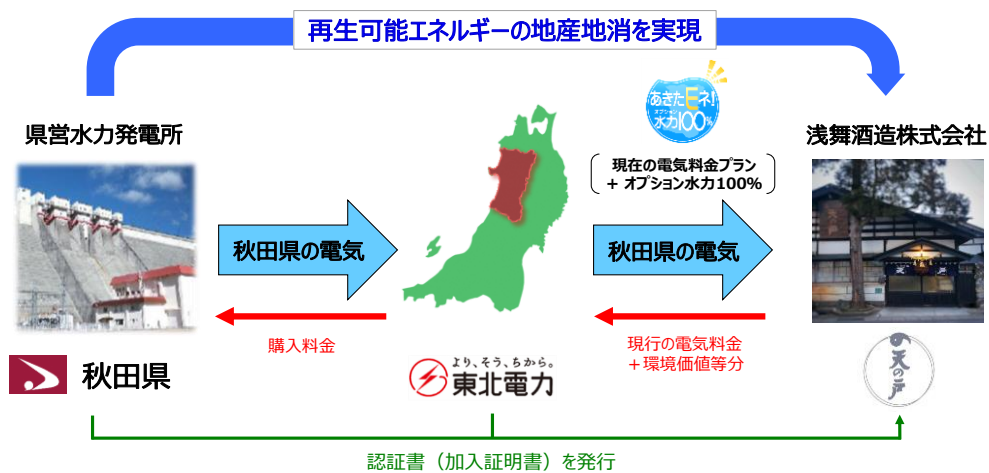 再生可能エネルギーの地産地消を実現
県営水力発電所
あきたEネ!
オプション
水力100%
浅舞酒造株式会社
現在の電気料金プラン
+ オプション水力100%
秋田県の電気
秋田県の電気
天戸
購入料金
現行の電気料金
+環境価値等分
秋田県
より、そう、ちから。
東北電力
天の戸
認証書（加入証明書）を発行